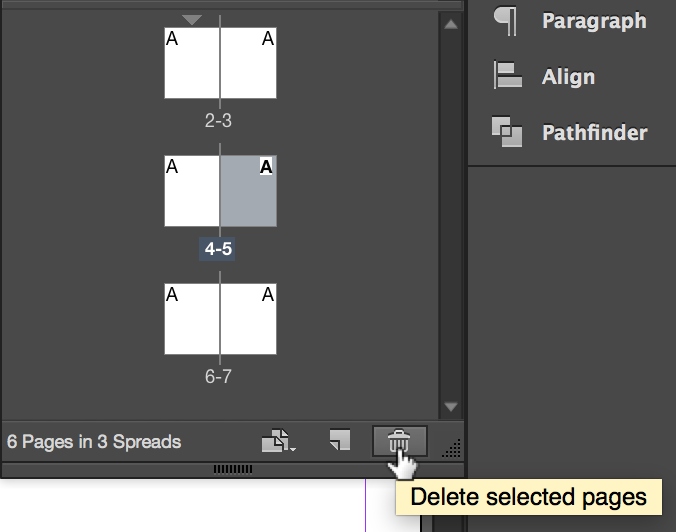 A A
2-3
A A
4-5
A A
6-7
6 Pages in 3 Spreads
Paragraph
Align
Pathfinder
Delete selected pages